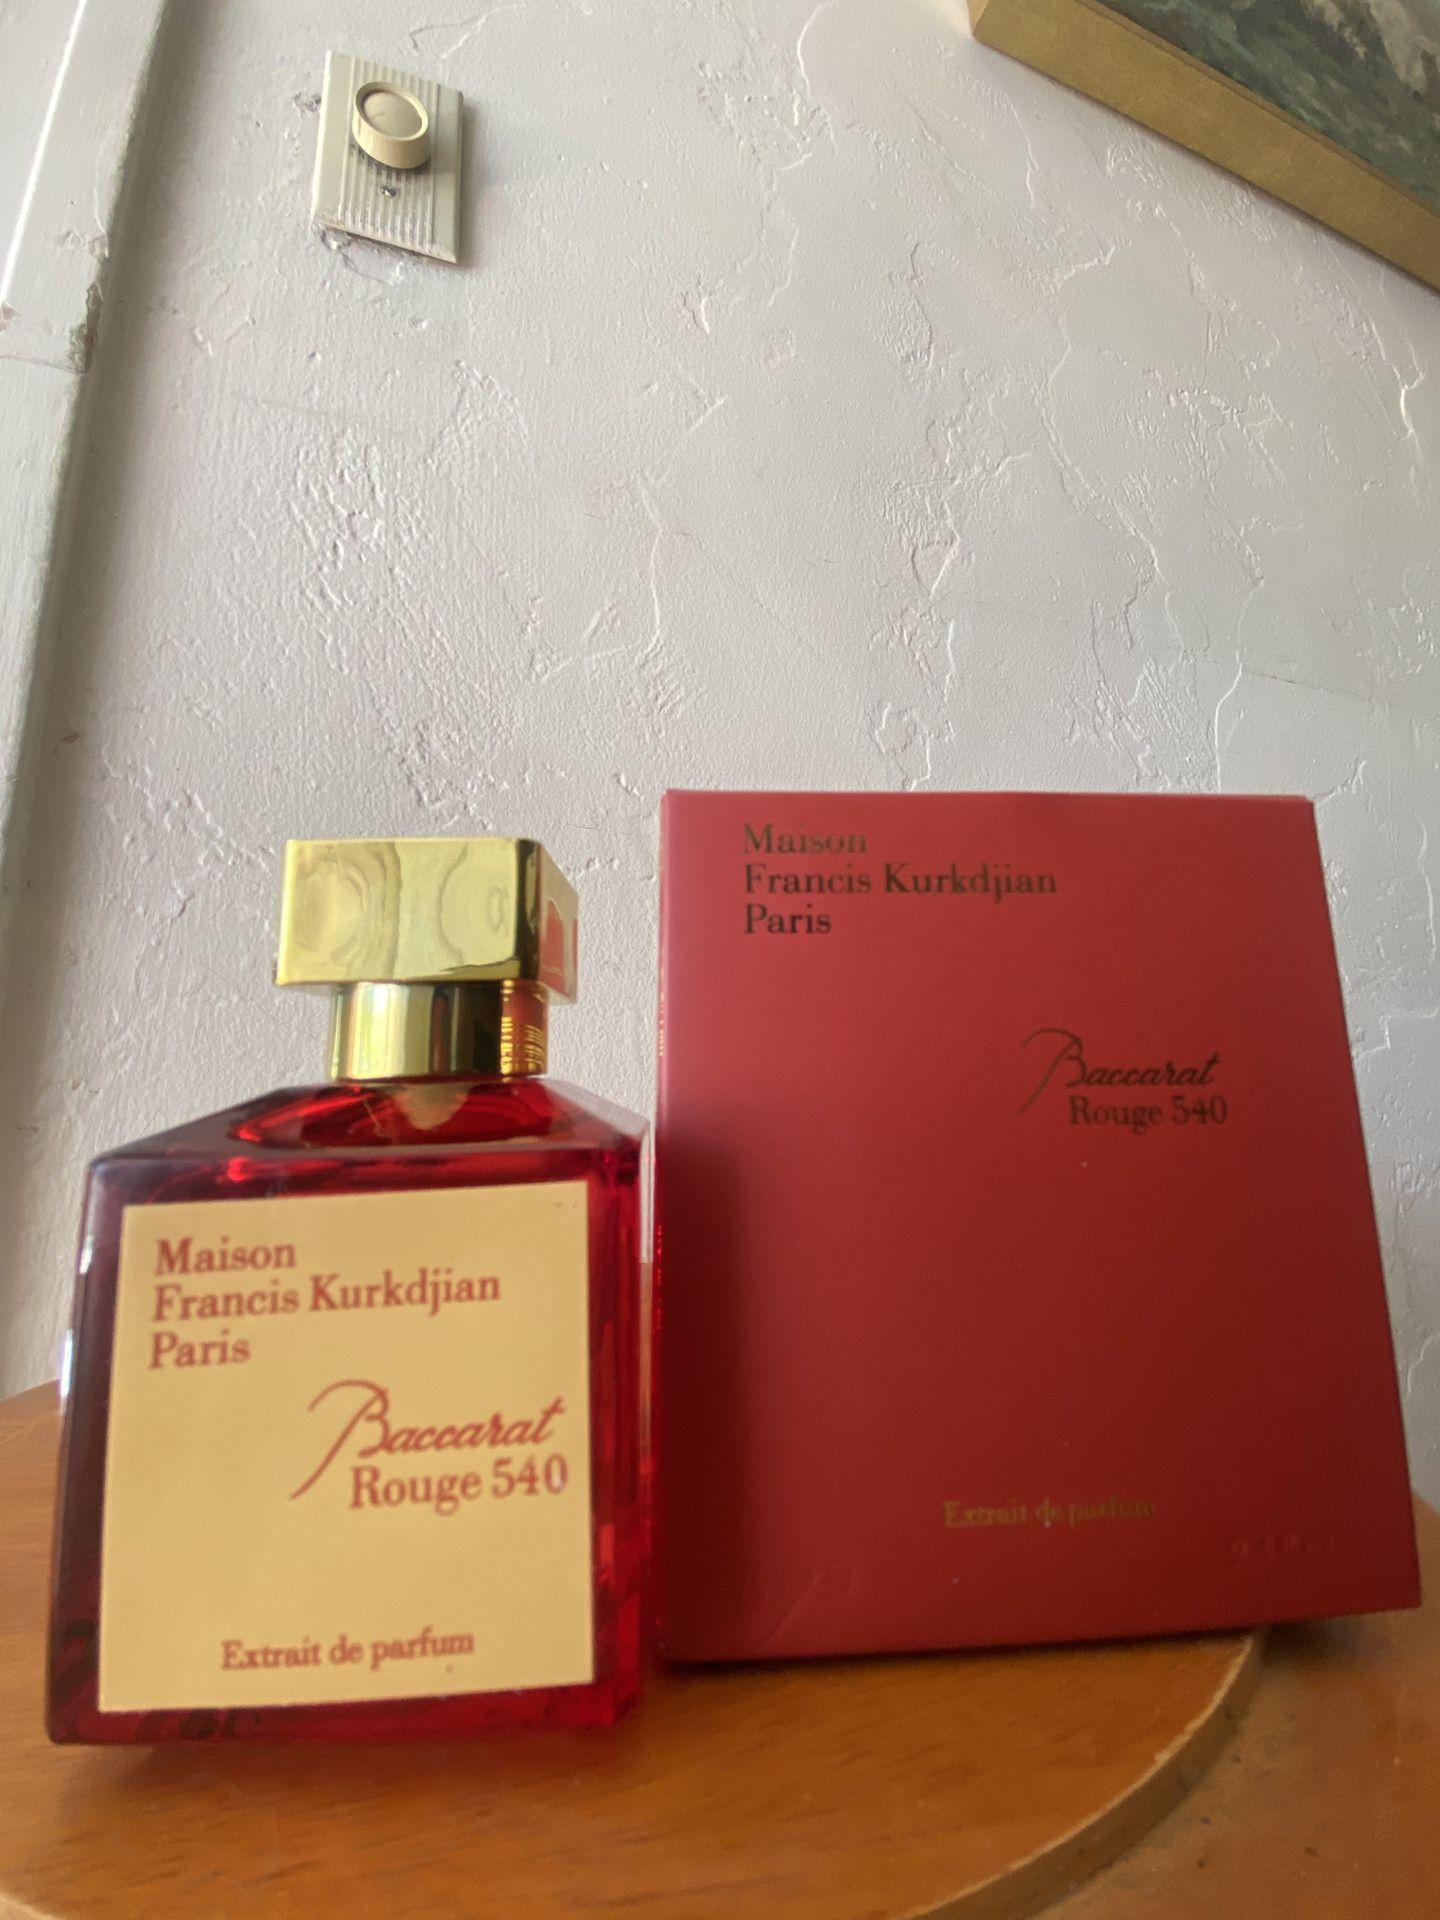 Maison
Francis Kurkdjian
Paris
Baccarat
Rouge 540
Extrait de parfum
Maison
Francis Kurkdjian
Paris
Baccarat
Rouge 540
Extrait de parfum